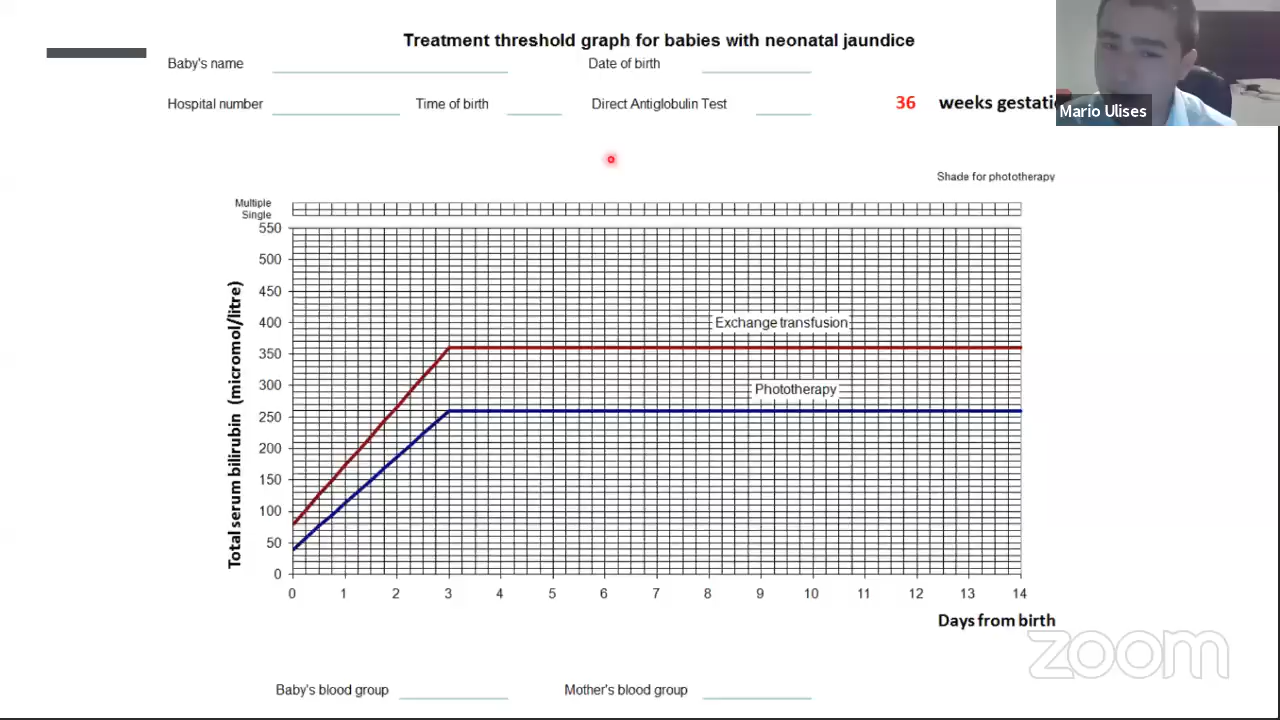 Treatment threshold graph for babies with neonatal jaundice
Baby's name
Date of birth
Hospital number
Time of birth
Direct Antiglobulin Test
36 weeks
Mario Ulises
Shade for phototherapy
Multiple
Single
550
500
450
400
350
300
250
200
150
100
50
0
Total serum bilirubin (micromol/litre)
Exchange transfusion
Phototherapy
0 1 2 3 4 5 6 7 8 9 10 11 12 13 14
Days from birth
zoom
Baby's blood group
Mother's blood group